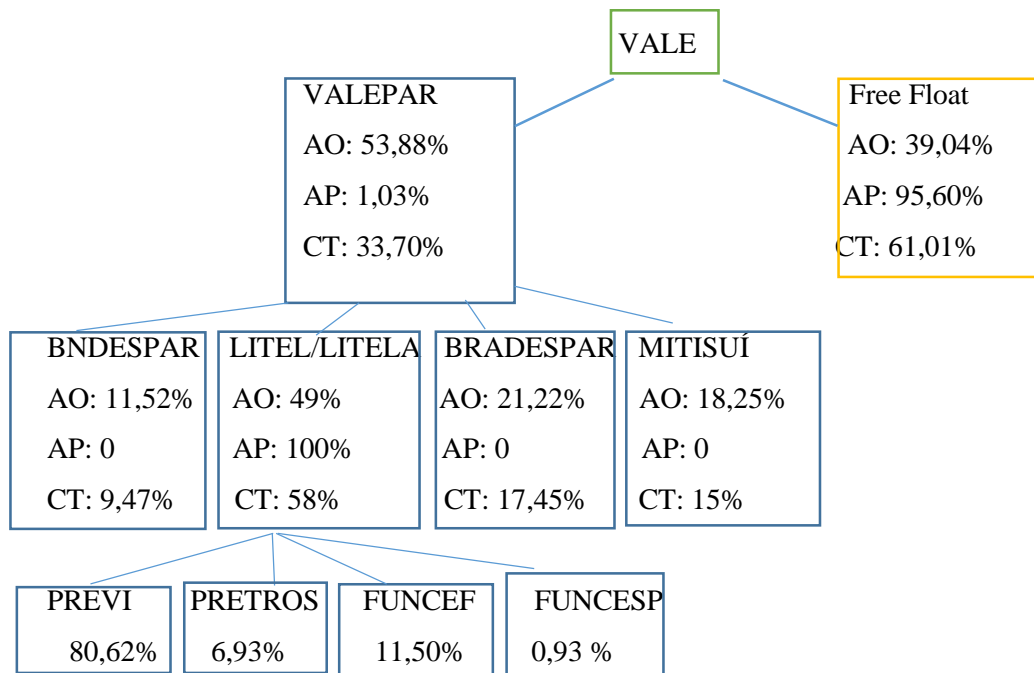 VALE
VALEPAR
AO: 53,88%
AP: 1,03%
CT: 33,70%
Free Float
AO: 39,04%
AP: 95,60%
CT: 61,01%
BNDESPAR
AO: 11,52%
AP: 0
CT: 9,47%
LITEL/LITELA
AO: 49%
AP: 100%
CT: 58%
BRADESPAR
AO: 21,22%
AP: 0
CT: 17,45%
MITISUÍ
AO: 18,25%
AP: 0
CT: 15%
PREVI
80,62%
PRETROS
6,93%
FUNCEF
11,50%
FUNCESP
0,93 %